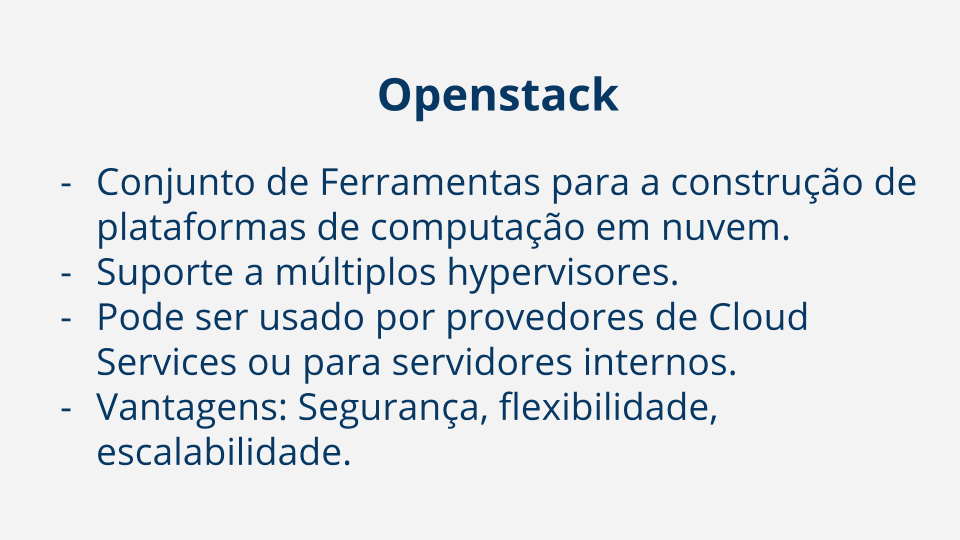 Openstack
- Conjunto de Ferramentas para a construção de
plataformas de computação em nuvem.
- Suporte a múltiplos hypervisores.
- Pode ser usado por provedores de Cloud
Services ou para servidores internos.
- Vantagens: Segurança, flexibilidade,
escalabilidade.